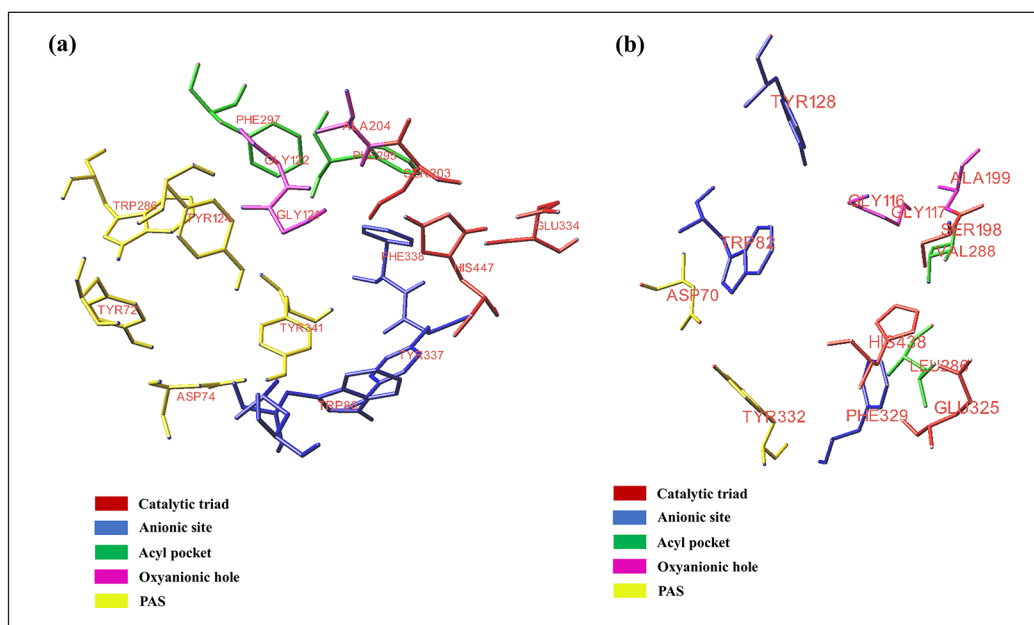 (a)
PHE297
ALA204
GLY122
PHE295
SER203
TRP286
TYR124
GLY121
GLU334
PHE338
HIS447
TYR72
TYR341
TYR337
ASP74
TRP86
Catalytic triad
Anionic site
Acyl pocket
Oxyanionic hole
PAS
(b)
TYR128
ALA199
GLY116
GLY117
SER198
TRP82
VAL288
ASP70
HIS438
LEU286
TYR332
PHE329
GLU325
Catalytic triad
Anionic site
Acyl pocket
Oxyanionic hole
PAS